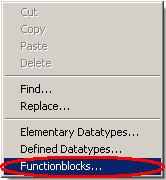 Cut
Copy
Paste
Delete
Find...
Replace...
Elementary Datatypes...
Defined Datatypes...
Functionblocks...